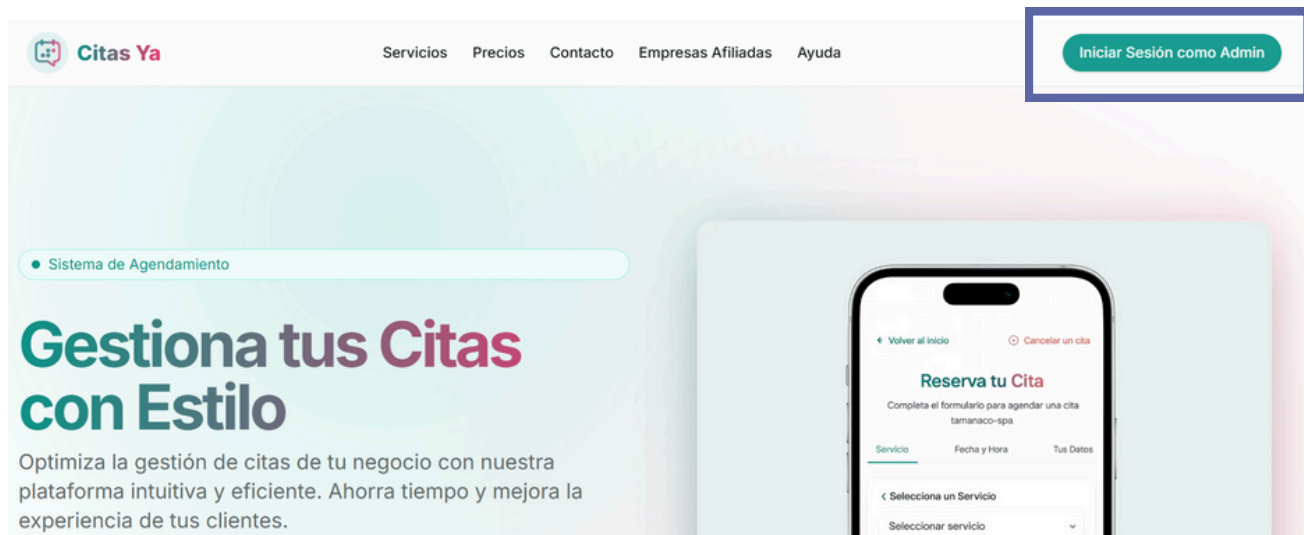 Citas Ya
Servicios Precios Contacto Empresas Afiliadas Ayuda
Iniciar Sesión como Admin
Sistema de Agendamiento
Gestiona tus Citas
con Estilo
Optimiza la gestión de citas de tu negocio con nuestra
plataforma intuitiva y eficiente. Ahorra tiempo y mejora la
experiencia de tus clientes.
Volver al inicio Cancelar un cita
Reserva tu Cita
Completa el formulario para agendar una cita
tamanaco-spa
Servicio Fecha y Hora Tus Datos
Selecciona un Servicio
Seleccionar servicio